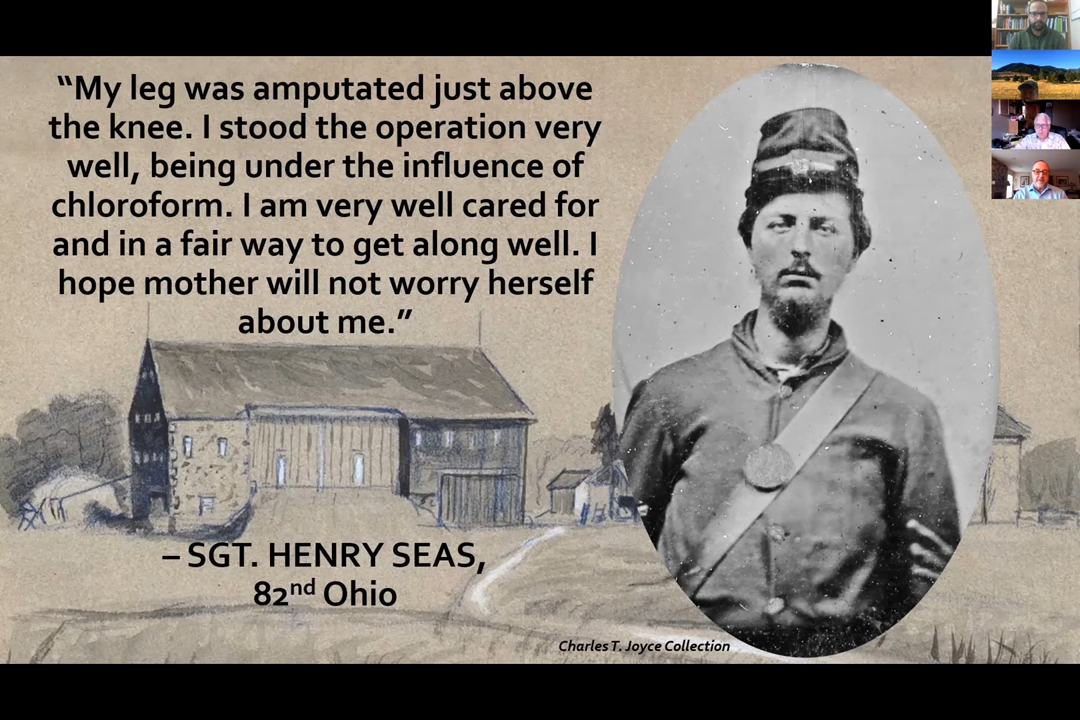 “My leg was amputated just above
the knee. I stood the operation very
well, being under the influence of
chloroform. I am very well cared for
and in a fair way to get along well. I
hope mother will not worry herself
about me.”
– SGT. HENRY SEAS,
82nd Ohio
Charles T. Joyce Collection